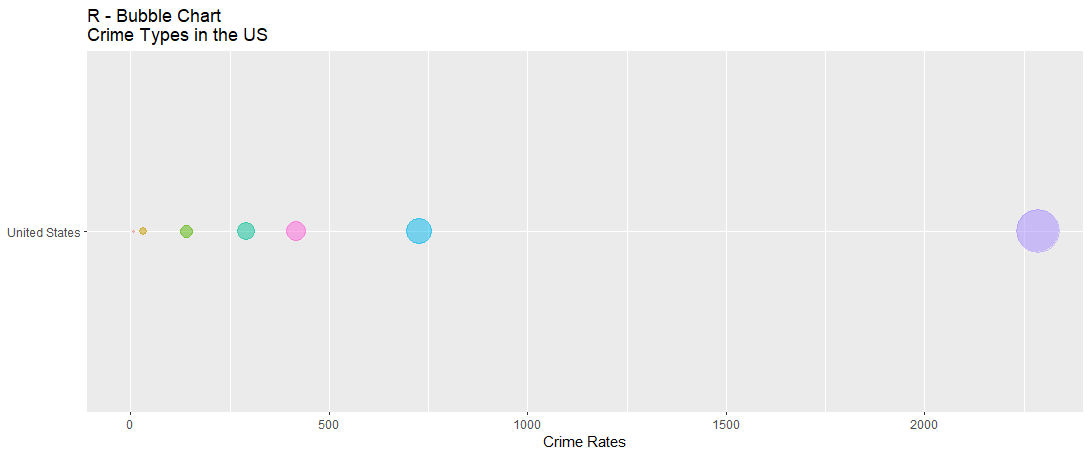 R - Bubble Chart
Crime Types in the US
United States
0 500 1000 1500 2000
Crime Rates